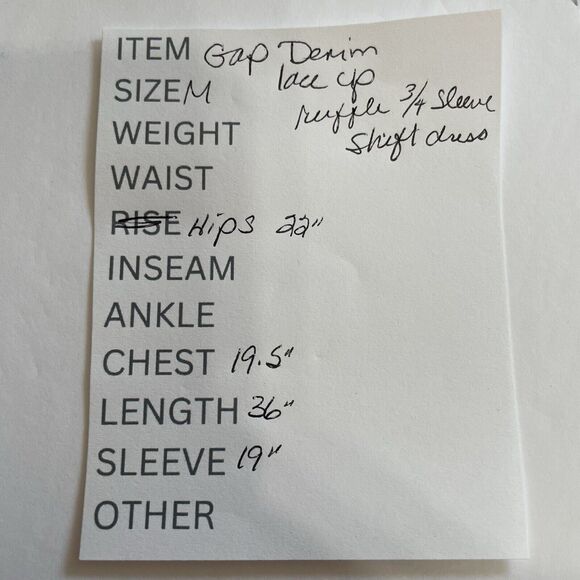 ITEM Gap Denim
lace up
SIZE M
ruffle 3/4 sleeve
WEIGHT
shift dress
WAIST
RISE Hips 22"
INSEAM
ANKLE
CHEST 19.5"
LENGTH 36"
SLEEVE 19"
OTHER